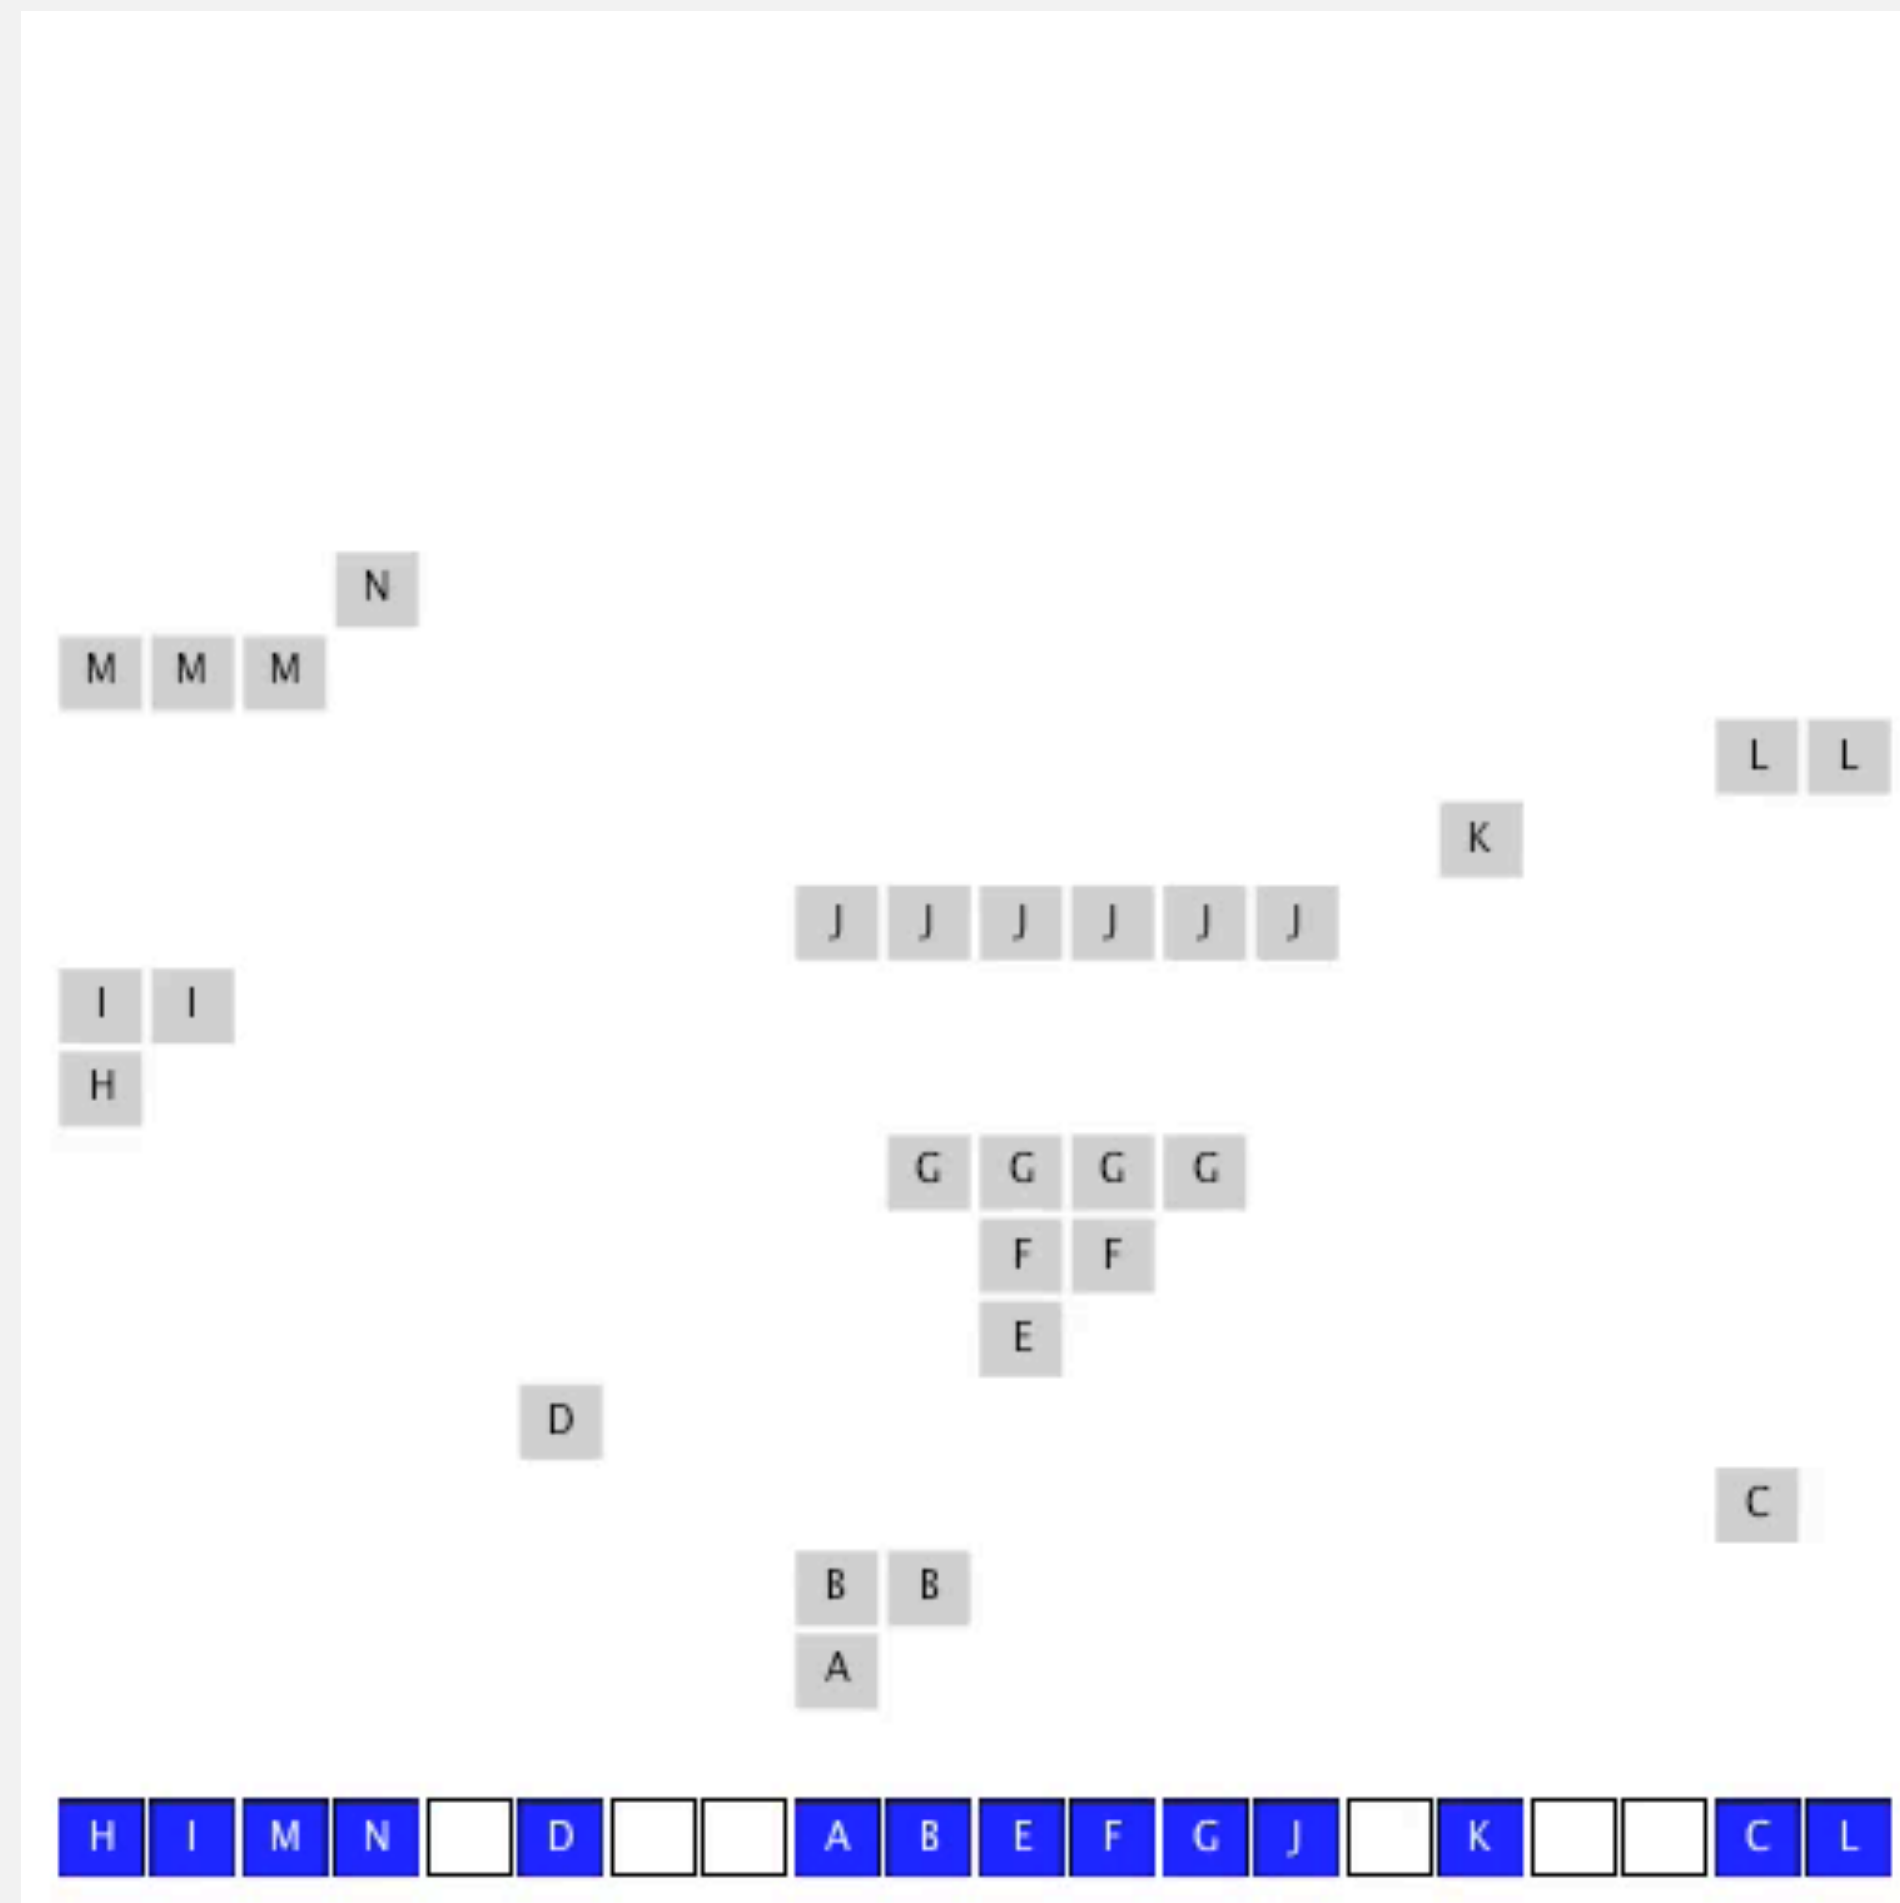 N
M M M
L L
K
J J J J J J
I I
H
G G G G
F F
E
D
C
B B
A
H I M N D A B E F G J K C L